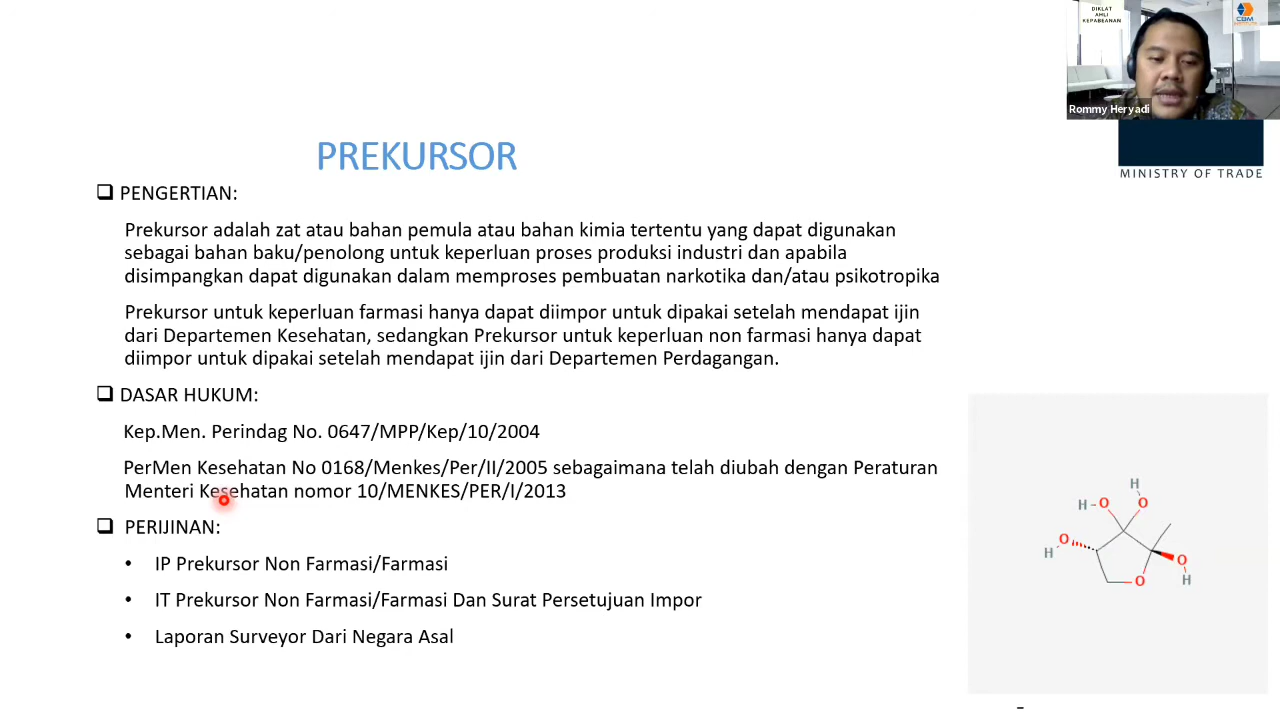 DIKLAT
AHLI
KEPABEANAN
CBM
Rommy Heryadi
MINISTRY OF TRADE
PREKURSOR
❑ PENGERTIAN:
Prekursor adalah zat atau bahan pemula atau bahan kimia tertentu yang dapat digunakan
sebagai bahan baku/penolong untuk keperluan proses produksi industri dan apabila
disimpangkan dapat digunakan dalam memproses pembuatan narkotika dan/atau psikotropika
Prekursor untuk keperluan farmasi hanya dapat diimpor untuk dipakai setelah mendapat ijin
dari Departemen Kesehatan, sedangkan Prekursor untuk keperluan non farmasi hanya dapat
diimpor untuk dipakai setelah mendapat ijin dari Departemen Perdagangan.
❑ DASAR HUKUM:
Kep.Men. Perindag No. 0647/MPP/Kep/10/2004
PerMen Kesehatan No 0168/Menkes/Per/II/2005 sebagaimana telah diubah dengan Peraturan
Menteri Kesehatan nomor 10/MENKES/PER/I/2013
❑ PERIJINAN:
• IP Prekursor Non Farmasi/Farmasi
• IT Prekursor Non Farmasi/Farmasi Dan Surat Persetujuan Impor
• Laporan Surveyor Dari Negara Asal
H
H-O O
O
H
O
H
O